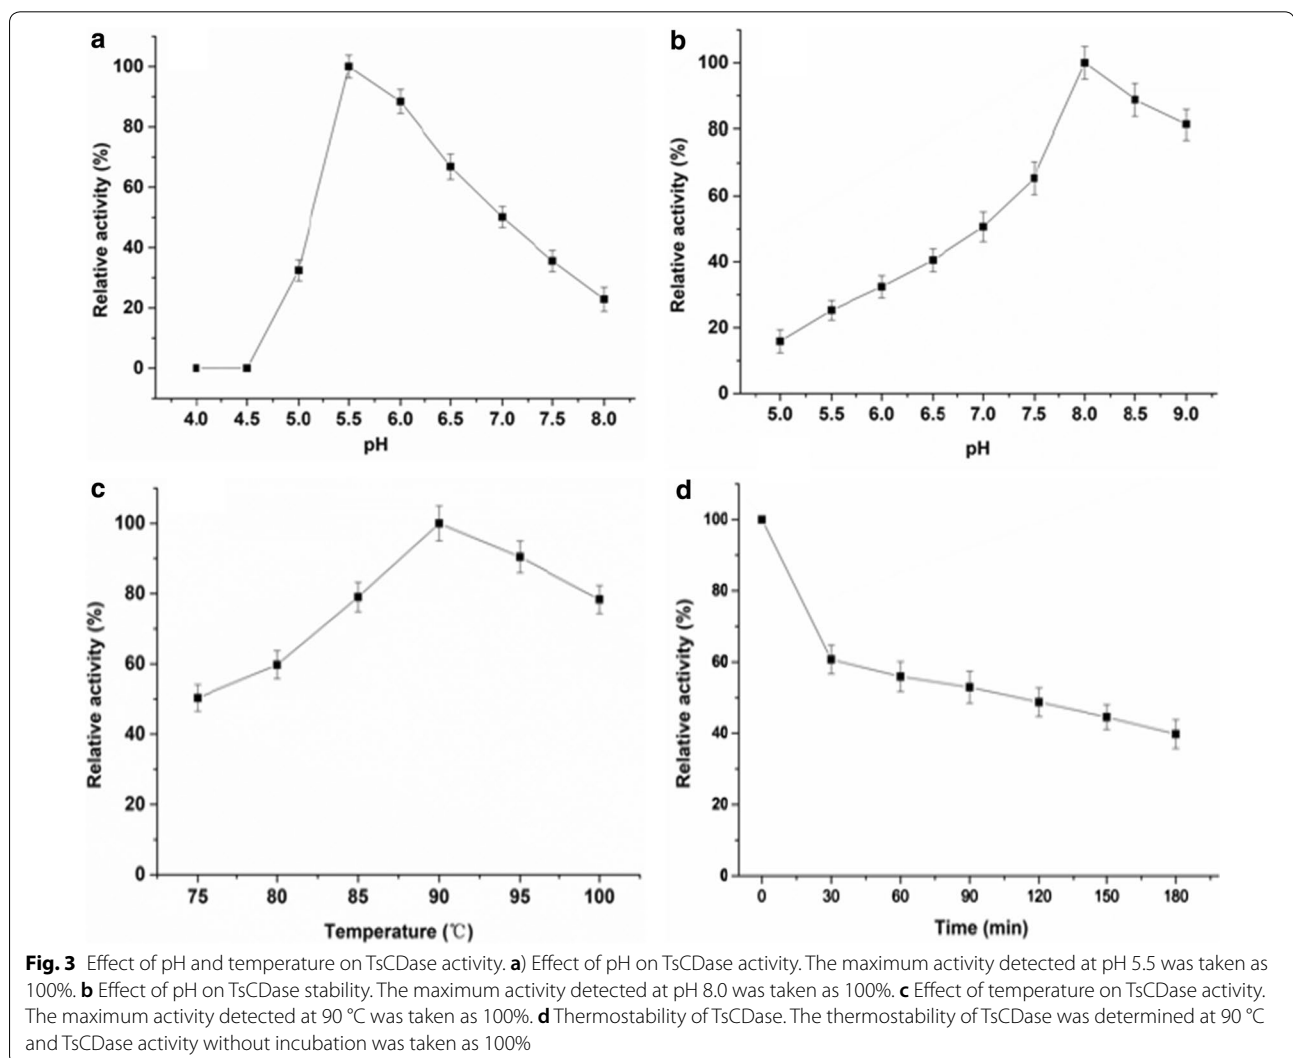 a
100
80
60
40
20
0
Relative activity (%)
4.0 4.5 5.0 5.5 6.0 6.5 7.0 7.5 8.0
pH
b
100
80
60
40
20
0
Relative activity (%)
5.0 5.5 6.0 6.5 7.0 7.5 8.0 8.5 9.0
pH
c
100
80
60
40
20
0
Relative activity (%)
75 80 85 90 95 100
Temperature (℃)
d
100
80
60
40
20
0
Relative activity (%)
0 30 60 90 120 150 180
Time (min)
Fig. 3 Effect of pH and temperature on TsCDase activity. a) Effect of pH on TsCDase activity. The maximum activity detected at pH 5.5 was taken as
100%. b Effect of pH on TsCDase stability. The maximum activity detected at pH 8.0 was taken as 100%. c Effect of temperature on TsCDase activity.
The maximum activity detected at 90 °C was taken as 100%. d Thermostability of TsCDase. The thermostability of TsCDase was determined at 90 °C
and TsCDase activity without incubation was taken as 100%